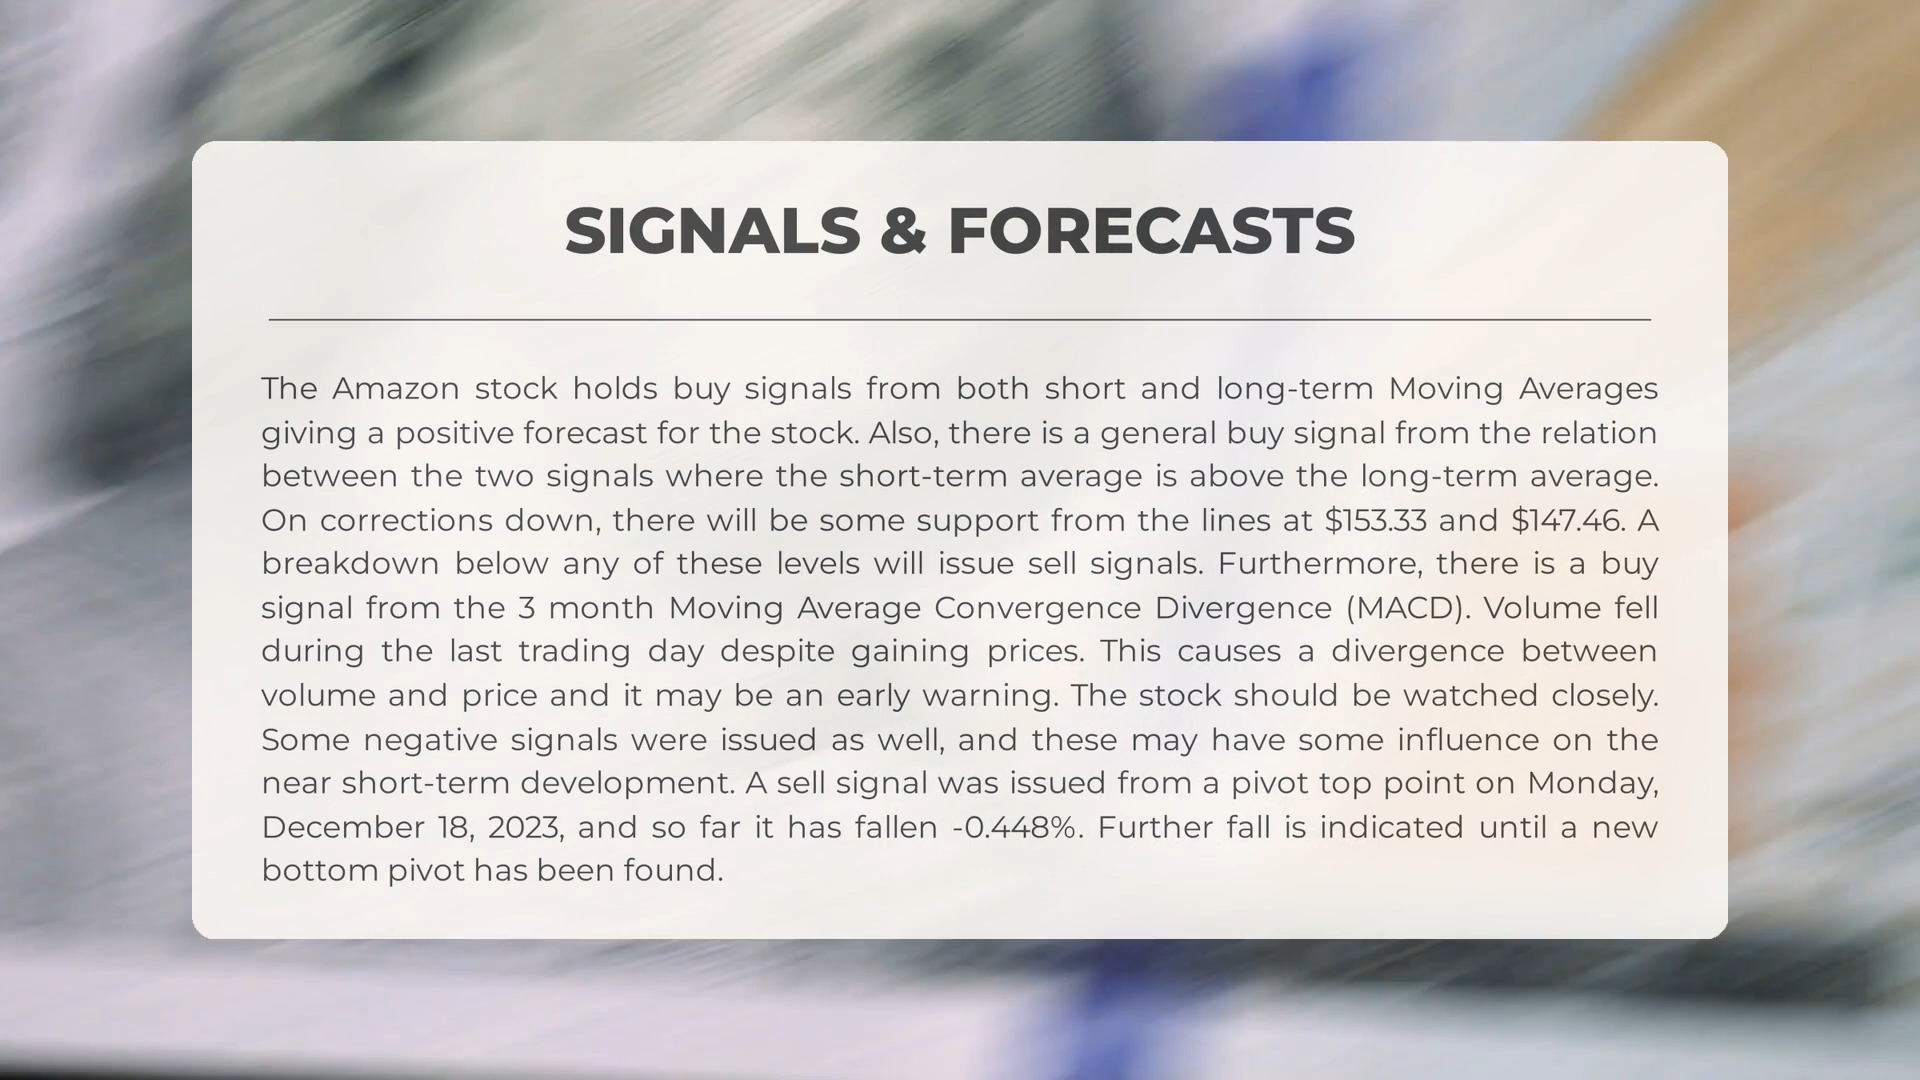 SIGNALS & FORECASTS
The Amazon stock holds buy signals from both short and long-term Moving Averages
giving a positive forecast for the stock. Also, there is a general buy signal from the relation
between the two signals where the short-term average is above the long-term average.
On corrections down, there will be some support from the lines at $153.33 and $147.46. A
breakdown below any of these levels will issue sell signals. Furthermore, there is a buy
signal from the 3 month Moving Average Convergence Divergence (MACD). Volume fell
during the last trading day despite gaining prices. This causes a divergence between
volume and price and it may be an early warning. The stock should be watched closely.
Some negative signals were issued as well, and these may have some influence on the
near short-term development. A sell signal was issued from a pivot top point on Monday,
December 18, 2023, and so far it has fallen -0.448%. Further fall is indicated until a new
bottom pivot has been found.